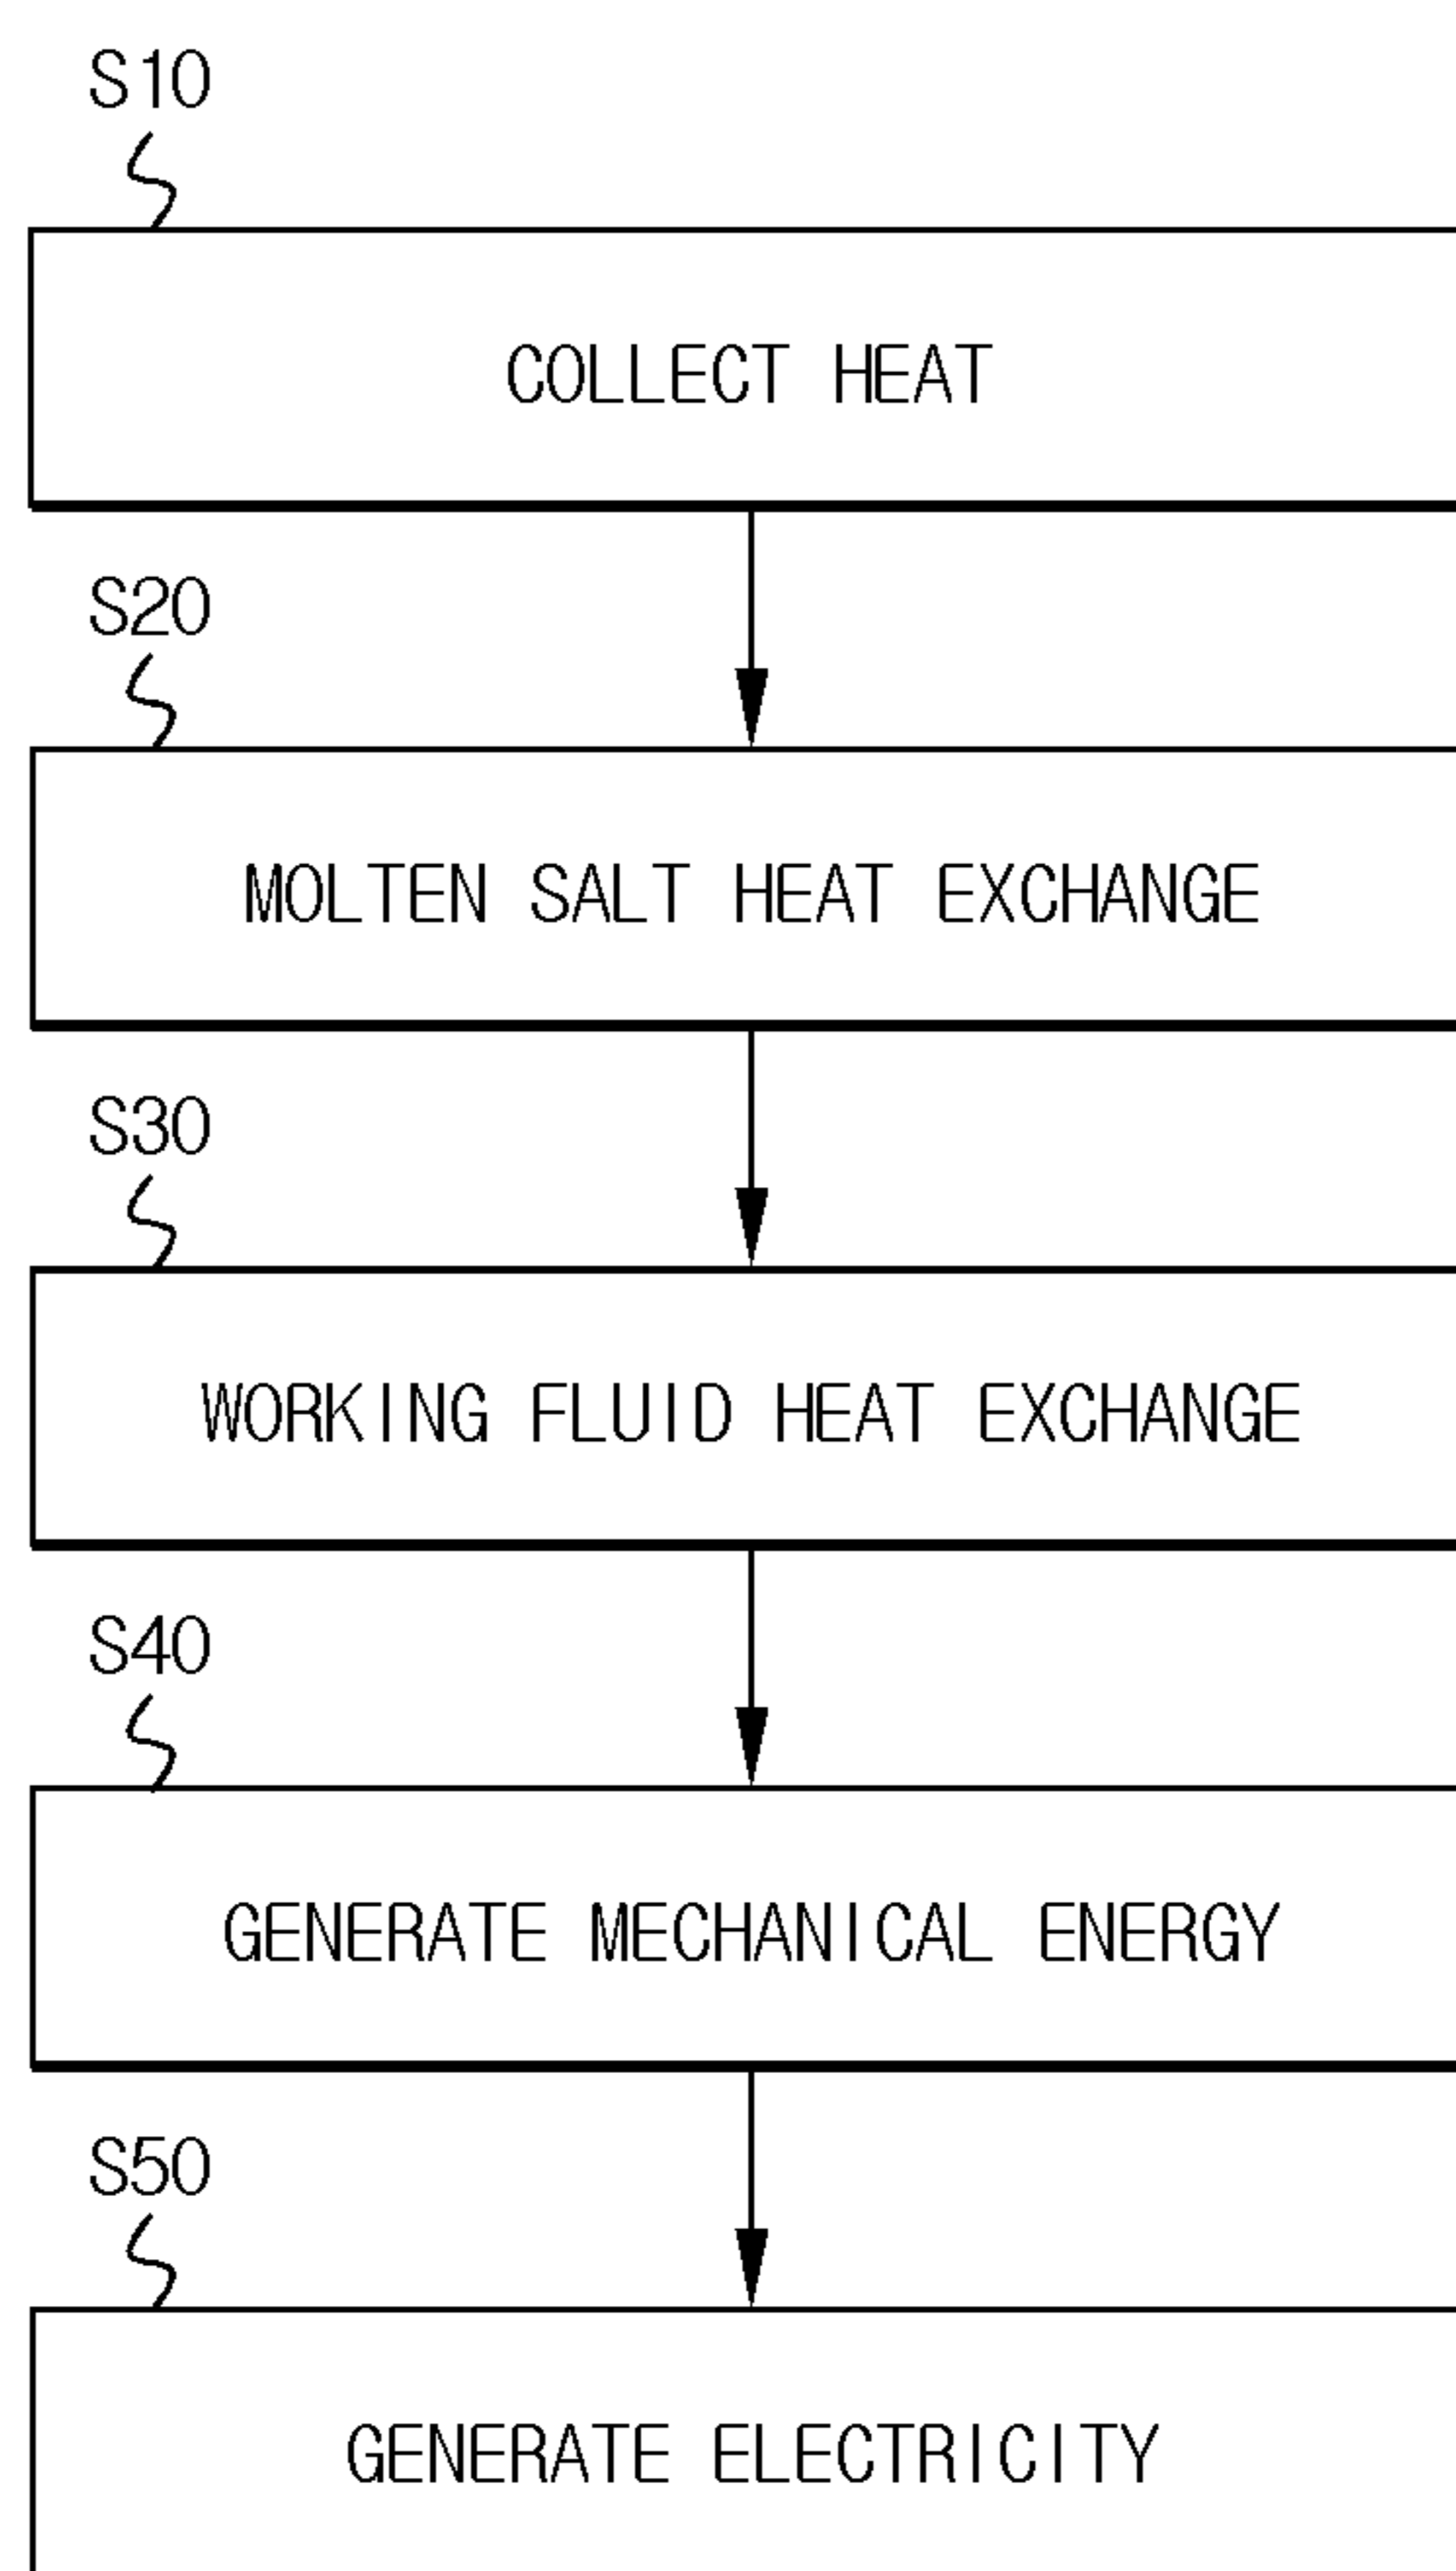 S10
COLLECT HEAT
S20
MOLTEN SALT HEAT EXCHANGE
S30
WORKING FLUID HEAT EXCHANGE
S40
GENERATE MECHANICAL ENERGY
S50
GENERATE ELECTRICITY